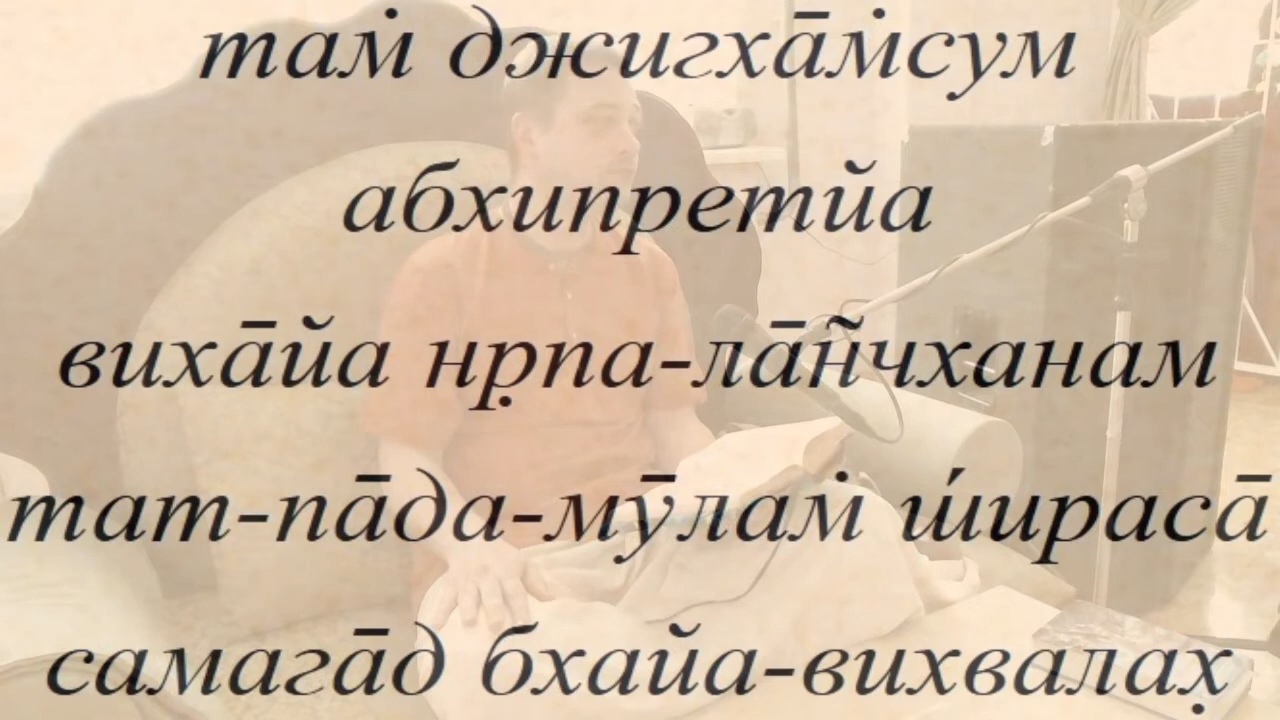 там̇ джигха̄м̇сум
абхипретйа
виха̄йа нр̣па-ла̄н̃чханам
тат-па̄да-мӯлам̇ ш́ираса̄
самага̄д бхайа-вихвалах̣